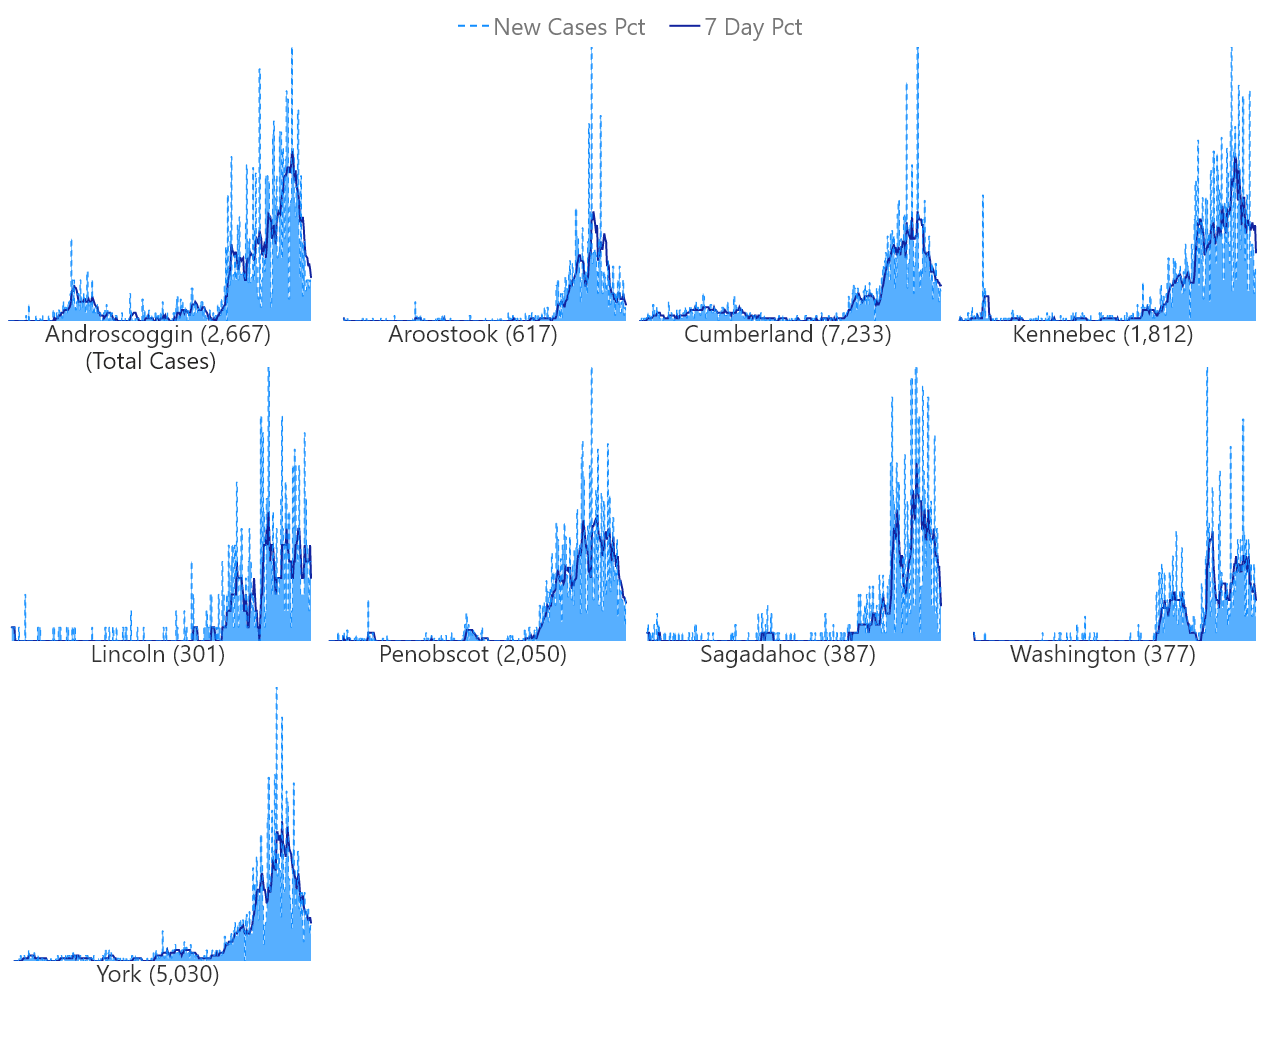 New Cases Pct 7 Day Pct
Androscoggin (2,667)
(Total Cases)
Aroostook (617)
Cumberland (7,233)
Kennebec (1,812)
Lincoln (301)
Penobscot (2,050)
Sagadahoc (387)
Washington (377)
York (5,030)